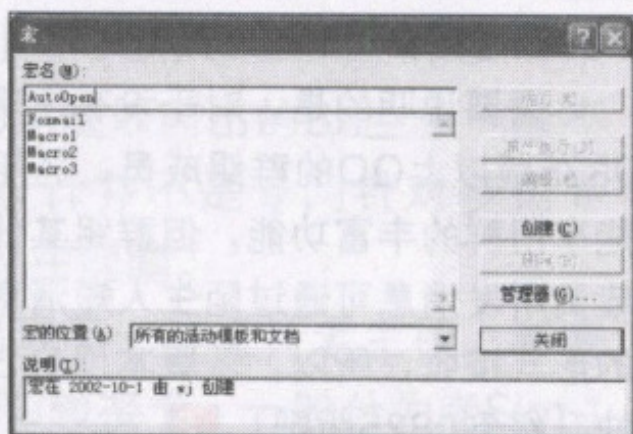 宏
宏名(M):
AutoOpen
Foxmail
Macro1
Macro2
Macro3
创建(C)
管理器(G)...
宏的位置(A) 所有的活动模板和文档
关闭
说明(I):
宏在 2002-10-1 由 wj 创建